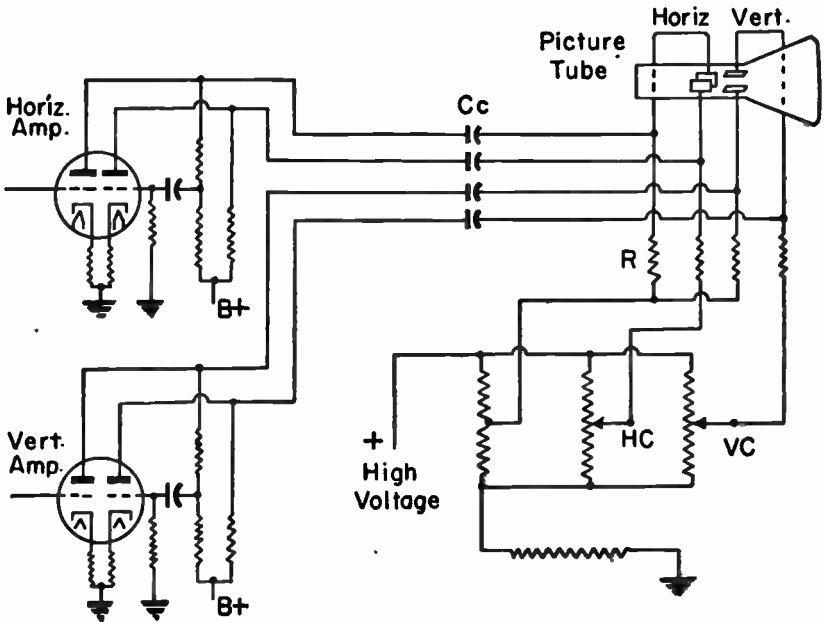 Horiz Vert.
Picture
Tube
Horiz.
Amp.
Cc
R
B+
Vert.
Amp.
+
High
Voltage
HC
VC
B+